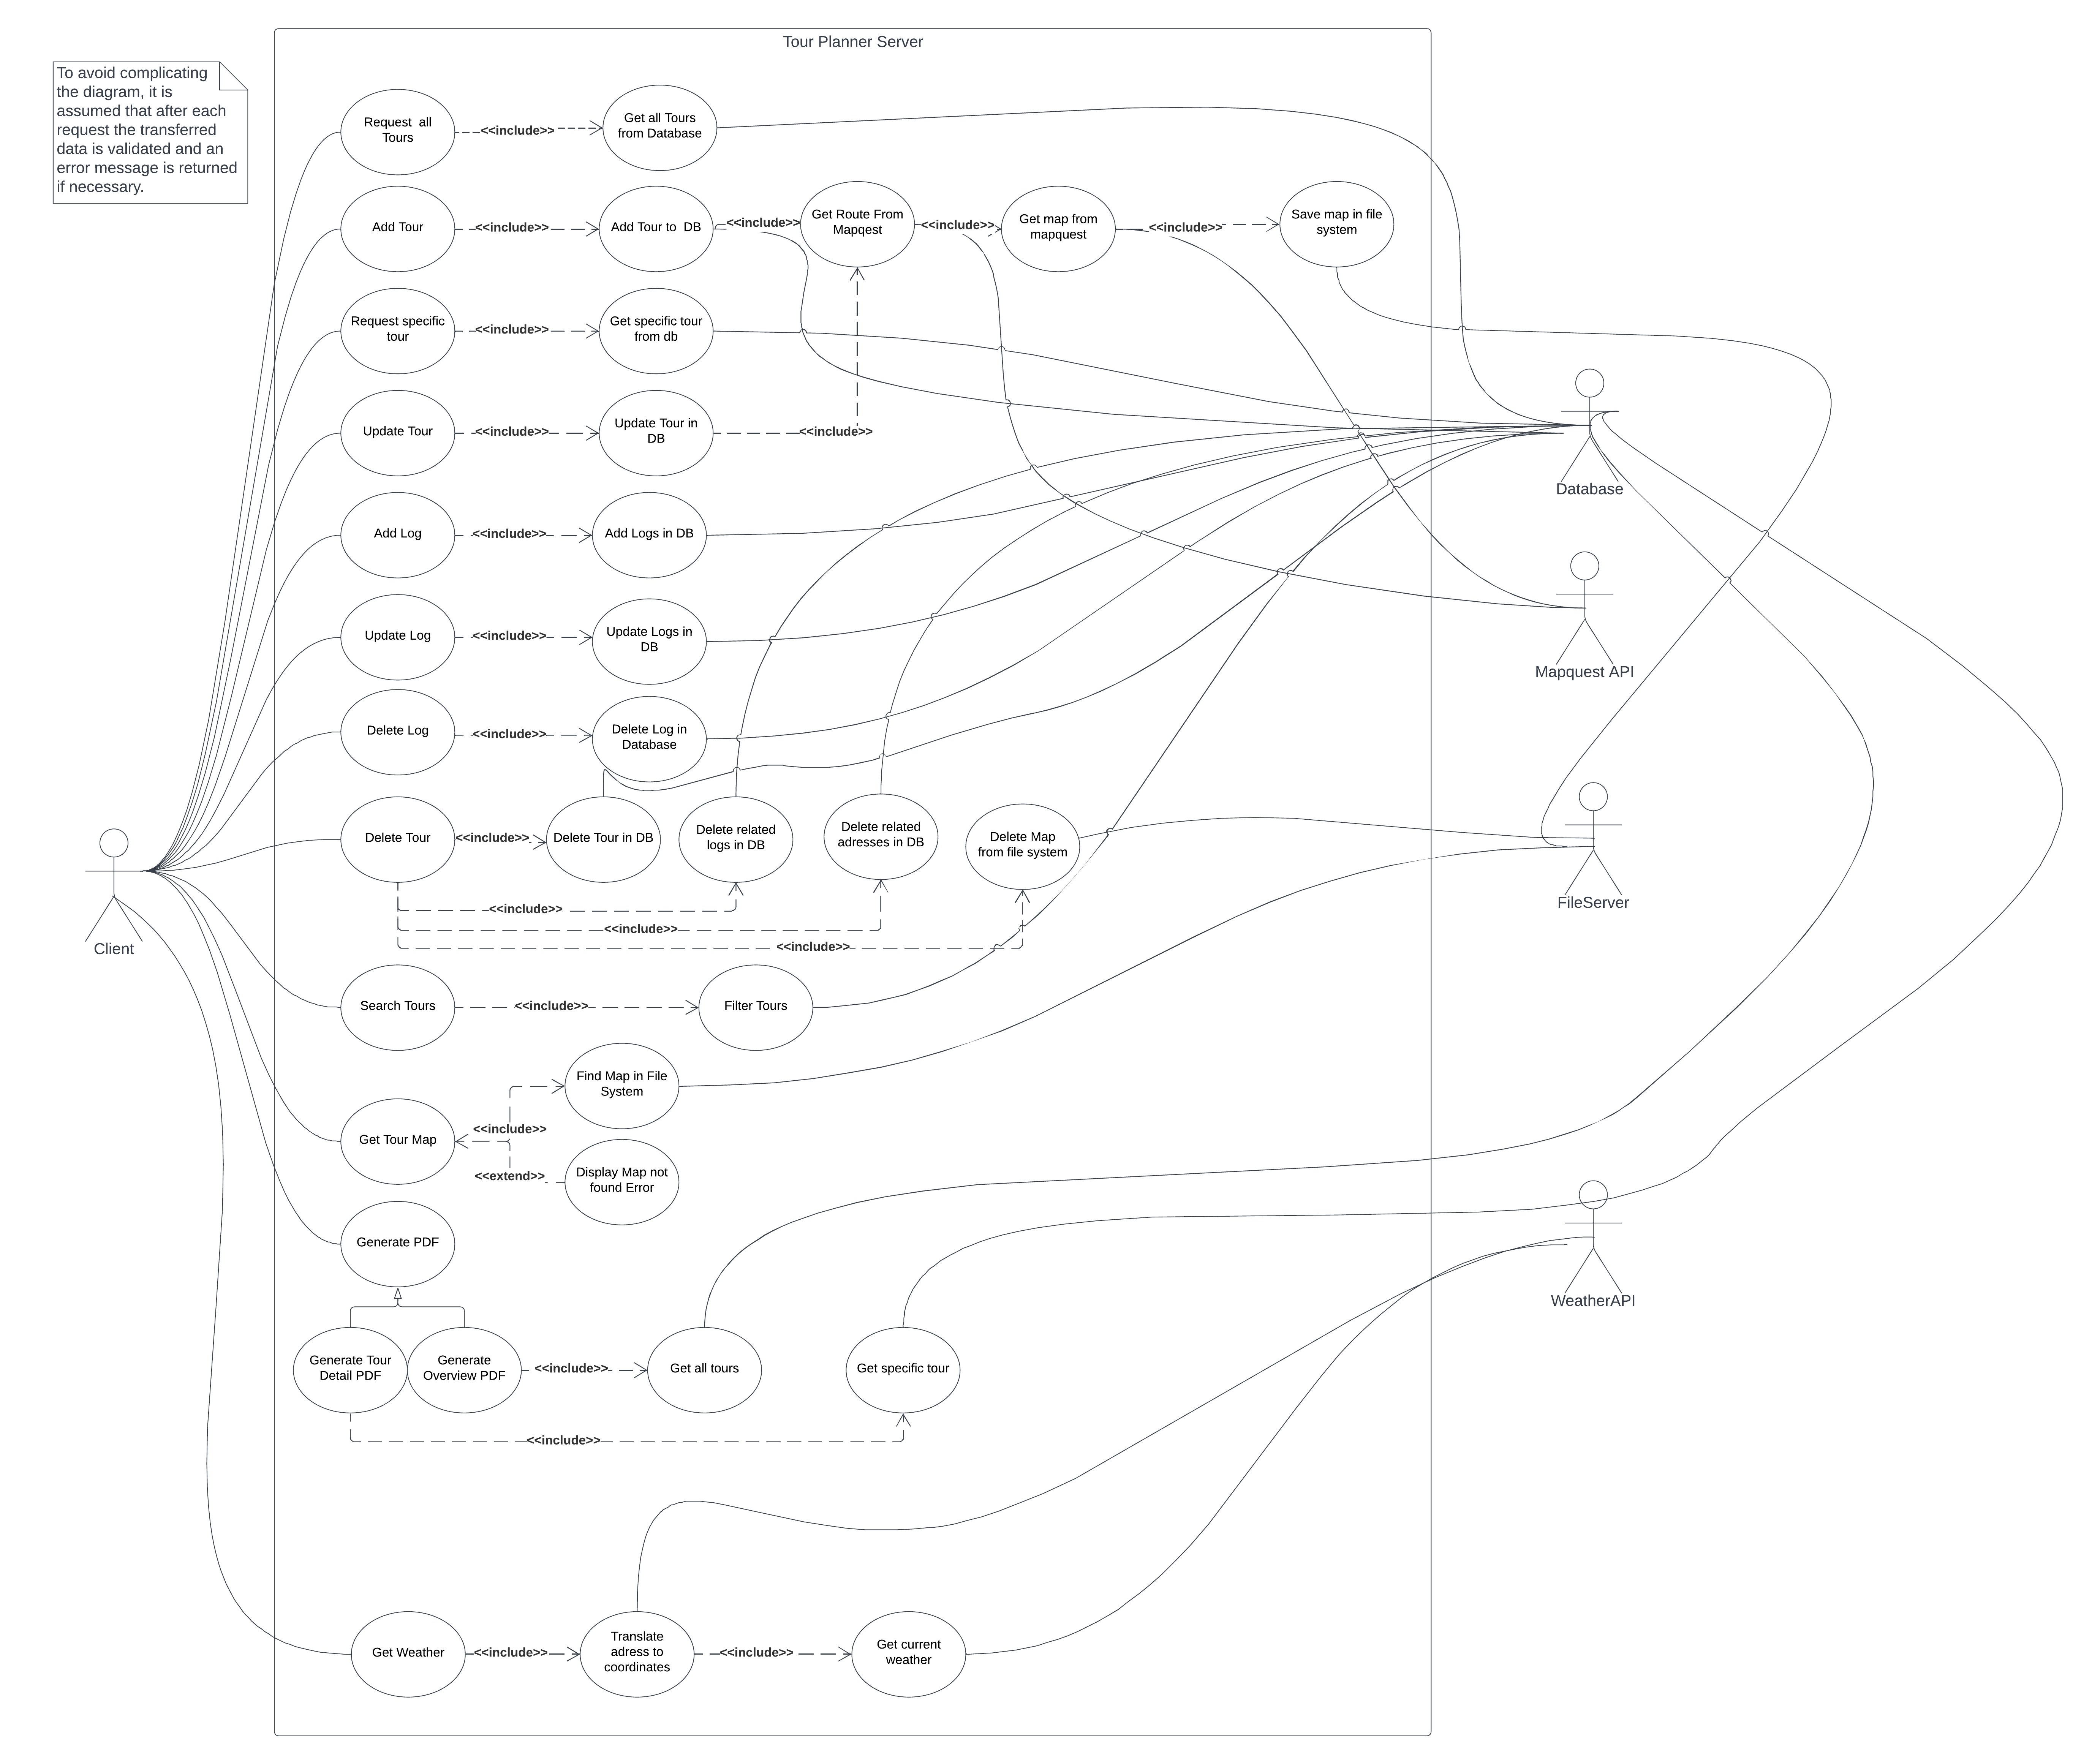 Tour Planner Server
To avoid complicating
the diagram, it is
assumed that after each
request the transferred
data is validated and an
error message is returned
if necessary.
Request all
Tours
<<include>>
Get all Tours
from Database
Add Tour
<<include>>
Add Tour to DB
<<include>>
Get Route From
Mapqest
<<include>>
Get map from
mapquest
<<include>>
Save map in file
system
Request specific
tour
<<include>>
Get specific tour
from db
Update Tour
<<include>>
Update Tour in
DB
<<include>>
Database
Add Log
<<include>>
Add Logs in DB
Update Log
<<include>>
Update Logs in
DB
Mapquest API
Delete Log
<<include>>
Delete Log in
Database
Delete Tour
<<include>>
Delete Tour in DB
Delete related
logs in DB
Delete related
adresses in DB
Delete Map
from file system
<<include>>
<<include>>
<<include>>
FileServer
Client
Search Tours
<<include>>
Filter Tours
Find Map in File
System
Get Tour Map
<<include>>
<<extend>>
Display Map not
found Error
Generate PDF
WeatherAPI
Generate Tour
Detail PDF
Generate
Overview PDF
<<include>>
Get all tours
Get specific tour
<<include>>
Get Weather
<<include>>
Translate
adress to
coordinates
<<include>>
Get current
weather